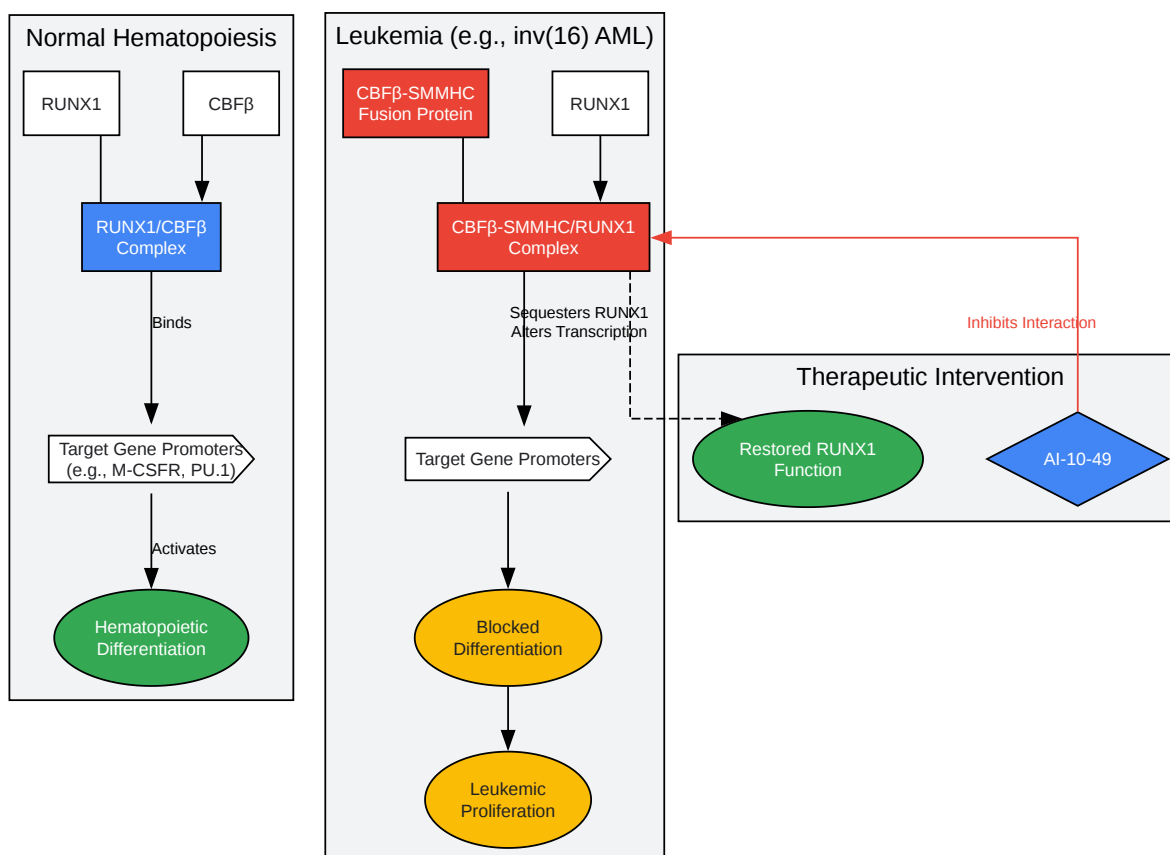 Normal Hematopoiesis
RUNX1
CBFβ
RUNX1/CBFβ
Complex
Binds
Target Gene Promoters
(e.g., M-CSFR, PU.1)
Activates
Hematopoietic
Differentiation
Leukemia (e.g., inv(16) AML)
CBFβ-SMMHC
Fusion Protein
RUNX1
CBFβ-SMMHC/RUNX1
Complex
Sequesters RUNX1
Alters Transcription
Target Gene Promoters
Blocked
Differentiation
Leukemic
Proliferation
Inhibits Interaction
Therapeutic Intervention
Restored RUNX1
Function
AI-10-49